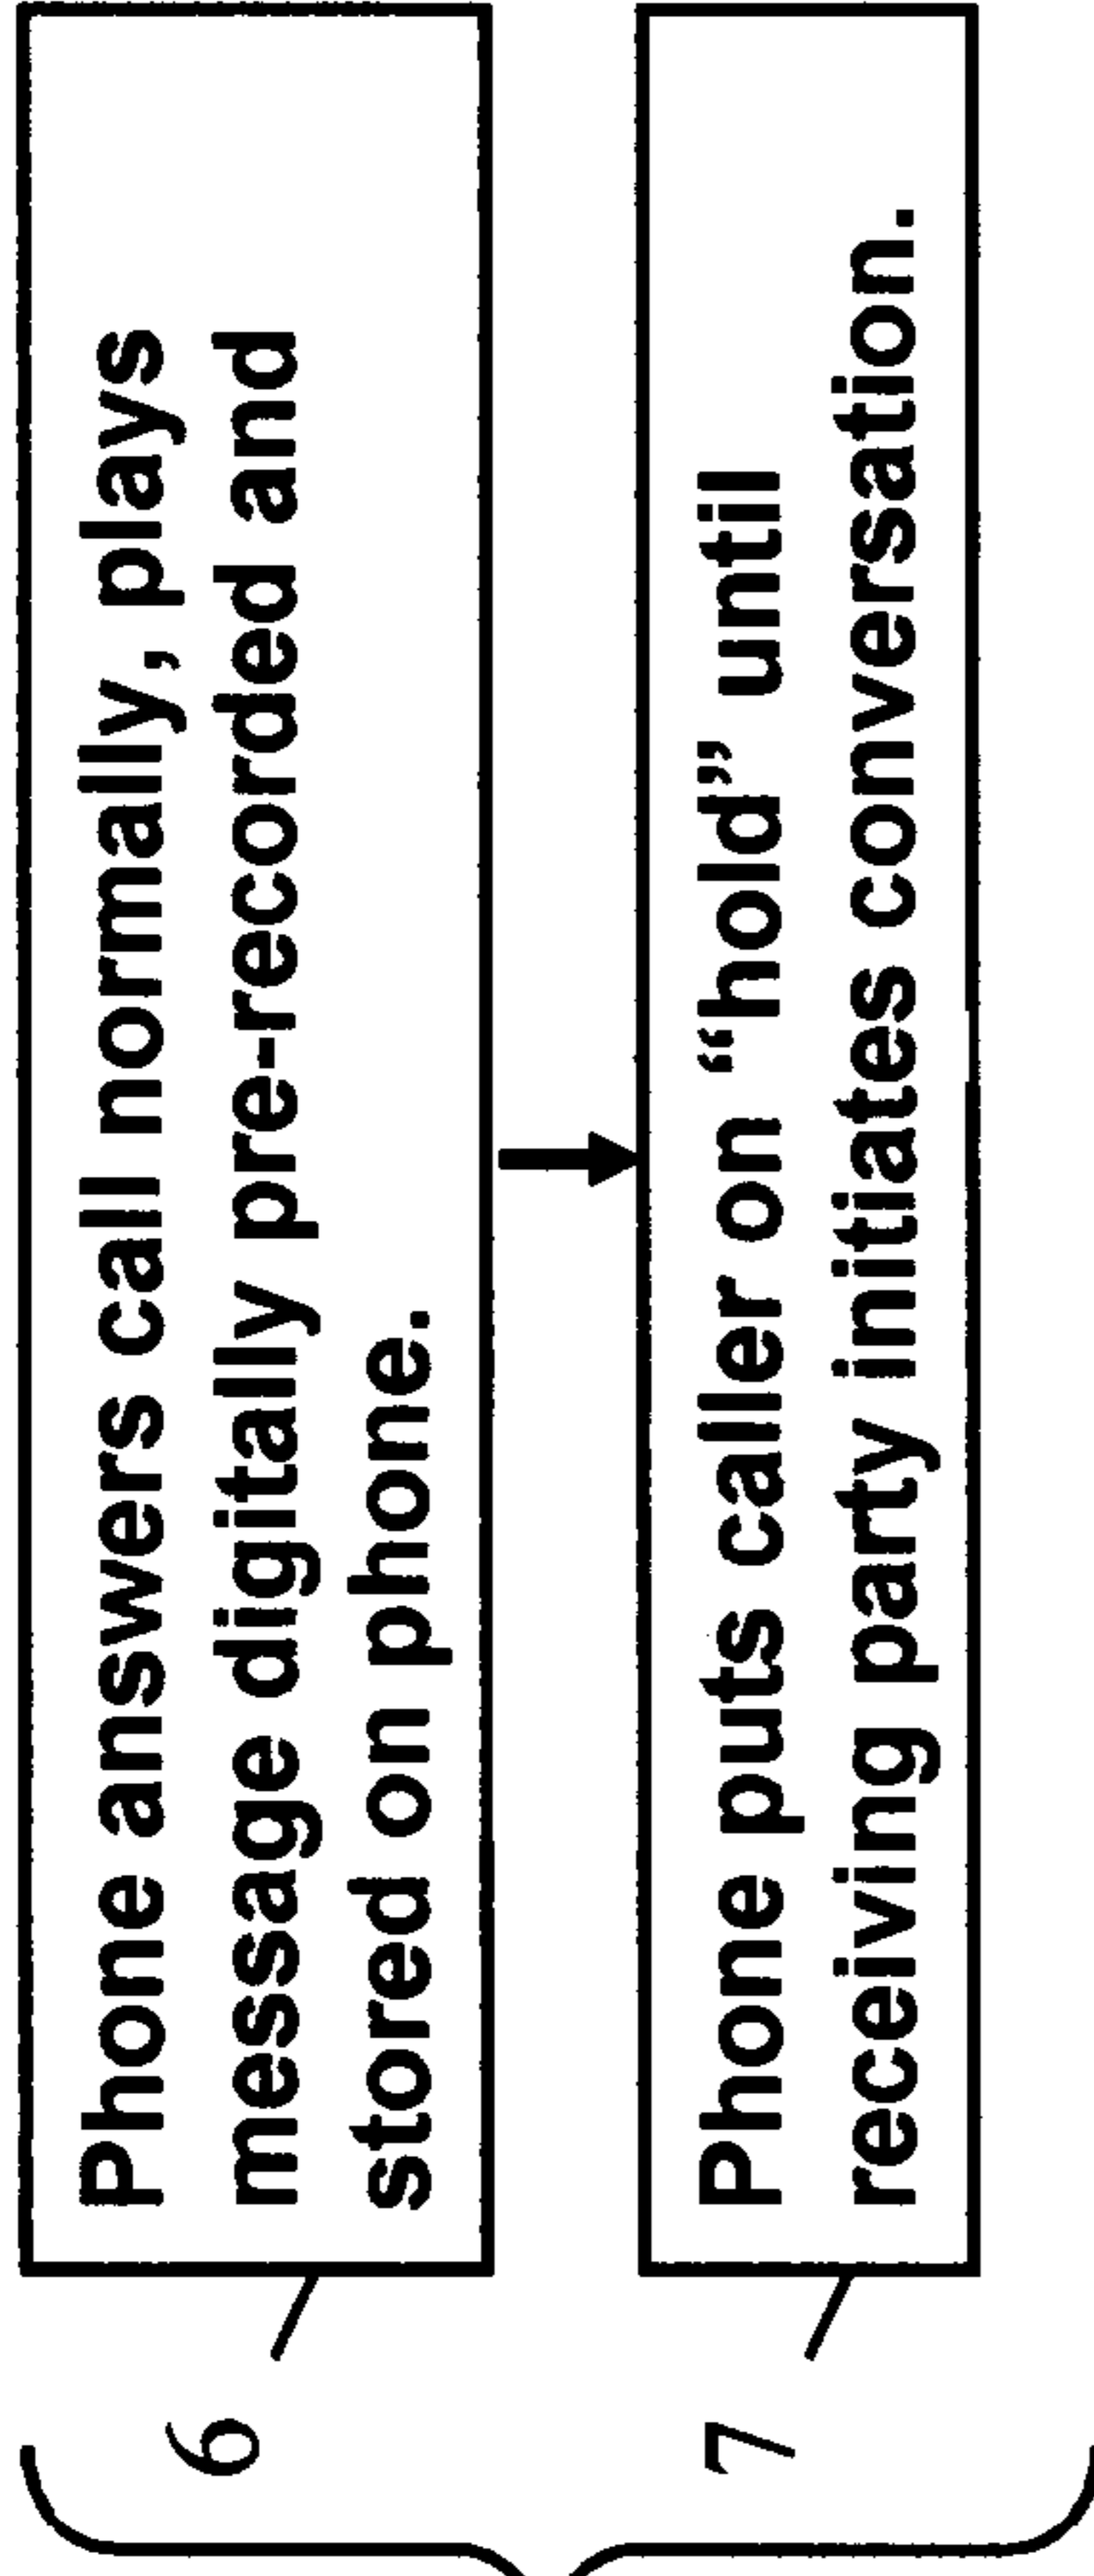 6
Phone answers call normally, plays
message digitally pre-recorded and
stored on phone.
7
Phone puts caller on “hold” until
receiving party initiates conversation.